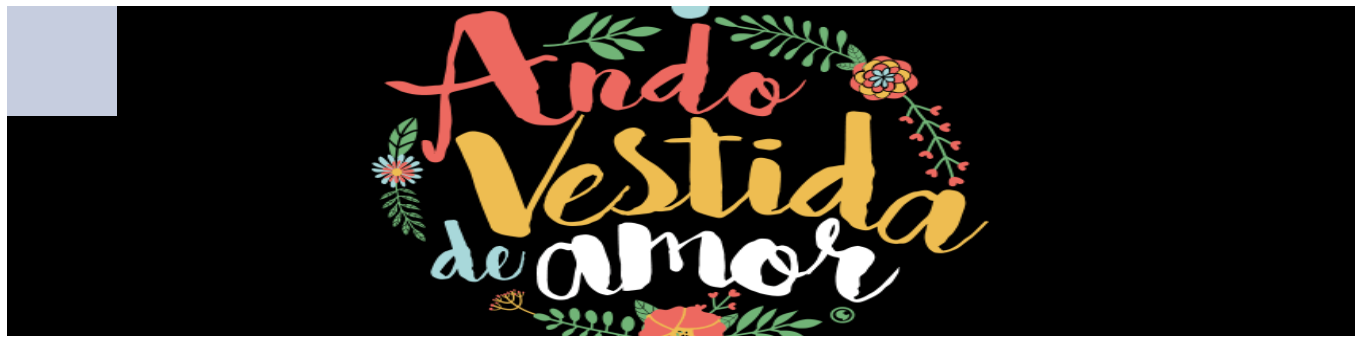 Ando
Vestida
de amor